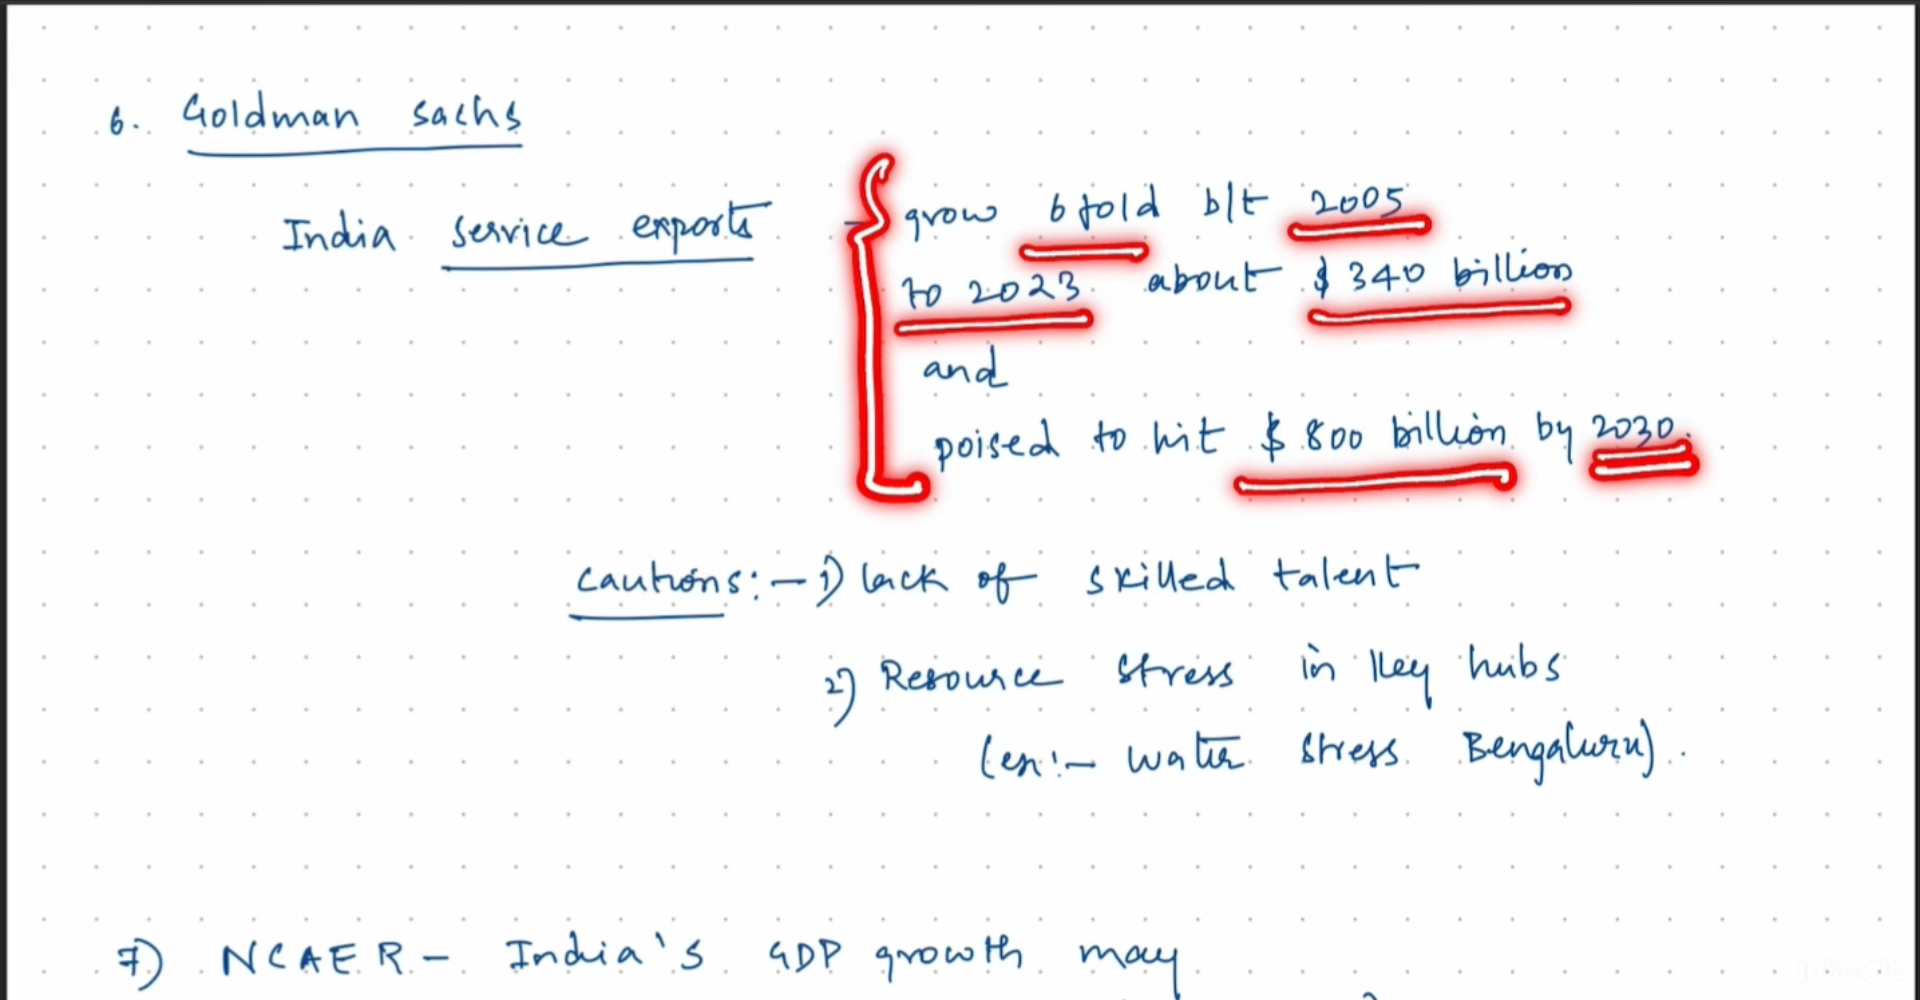 6. Goldman sachs
India service exports - grow 6 fold b/t 2005
to 2023 about $ 340 billion
and
poised to hit $ 800 billion by 2030.
Cautions:- 1) lack of skilled talent
2) Resource stress in key hubs
(ex:- water stress Bengaluru).
7) NCAER - India's GDP growth may